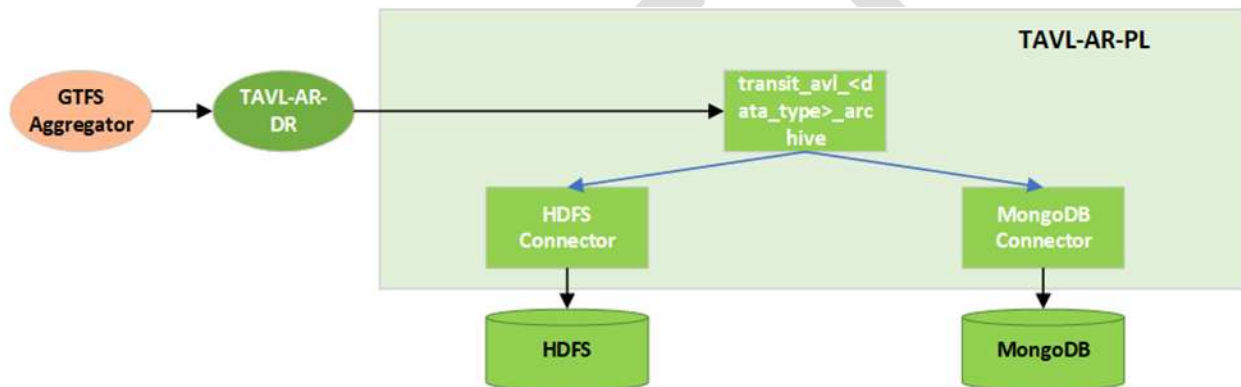 TAVL-AR-PL
GTFS
Aggregator
TAVL-AR-
DR
transit_avl_<d
ata_type>_arc
hive
HDFS
Connector
MongoDB
Connector
HDFS
MongoDB